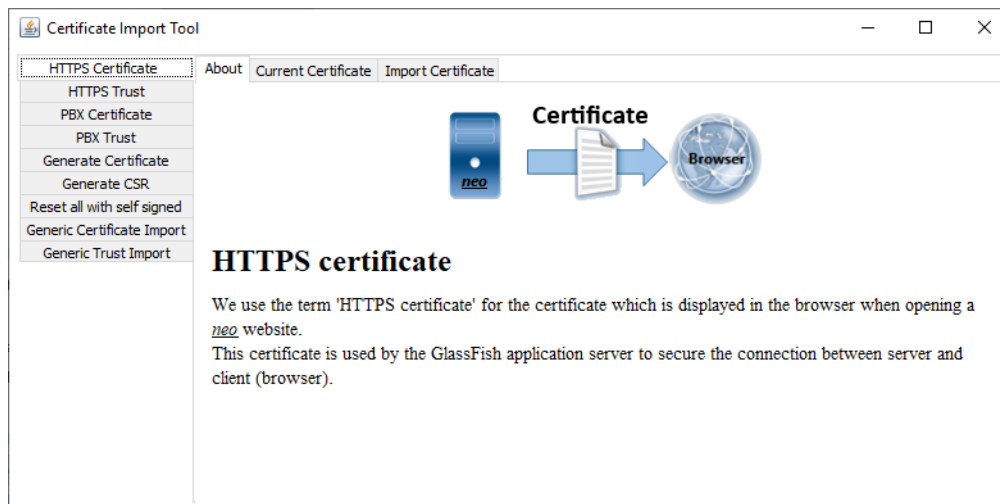 Certificate Import Tool
HTTPS Certificate
HTTPS Trust
PBX Certificate
PBX Trust
Generate Certificate
Generate CSR
Reset all with self signed
Generic Certificate Import
Generic Trust Import
About Current Certificate Import Certificate
Certificate
neo
Browser
HTTPS certificate
We use the term 'HTTPS certificate' for the certificate which is displayed in the browser when opening a
neo website.
This certificate is used by the GlassFish application server to secure the connection between server and
client (browser).